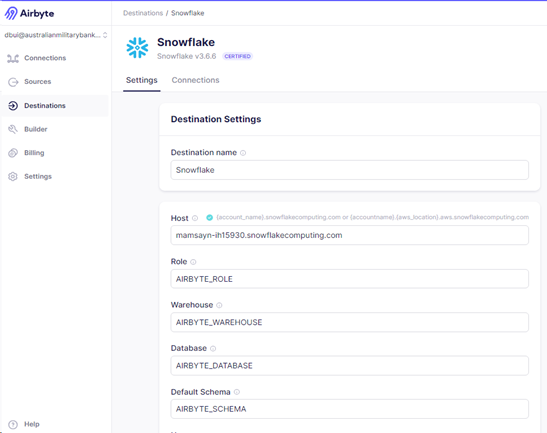 Airbyte
dbui@australianmilitarybank...
Connections
Sources
Destinations
Builder
Billing
Settings
Help
Destinations / Snowflake
Snowflake
Snowflake v3.6.6 CERTIFIED
Settings Connections
Destination Settings
Destination name
Snowflake
Host {account_name}.snowflakecomputing.com or {accountname}.{aws_location}.aws.snowflakecomputing.com
mamsayn-ih15930.snowflakecomputing.com
Role
AIRBYTE_ROLE
Warehouse
AIRBYTE_WAREHOUSE
Database
AIRBYTE_DATABASE
Default Schema
AIRBYTE_SCHEMA